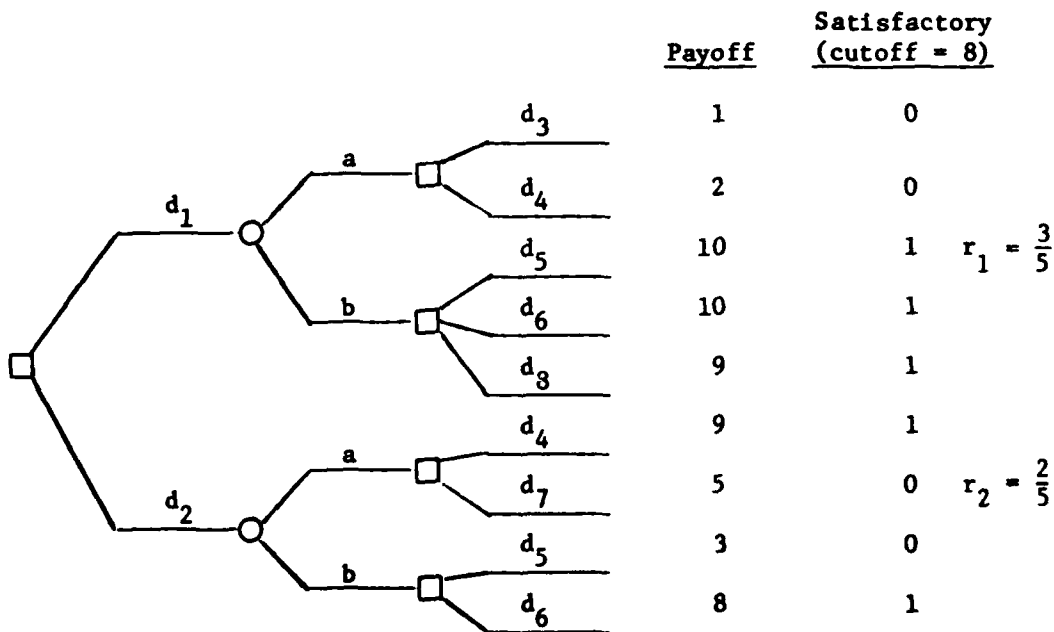 Satisfactory
Payoff (cutoff = 8)
d₃ 1 0
a
d₄ 2 0
d₁
d₅ 10 1 r₁ = 3/5
b d₆ 10 1
d₈ 9 1
d₄ 9 1
a
d₇ 5 0 r₂ = 2/5
d₂
d₅ 3 0
b
d₆ 8 1